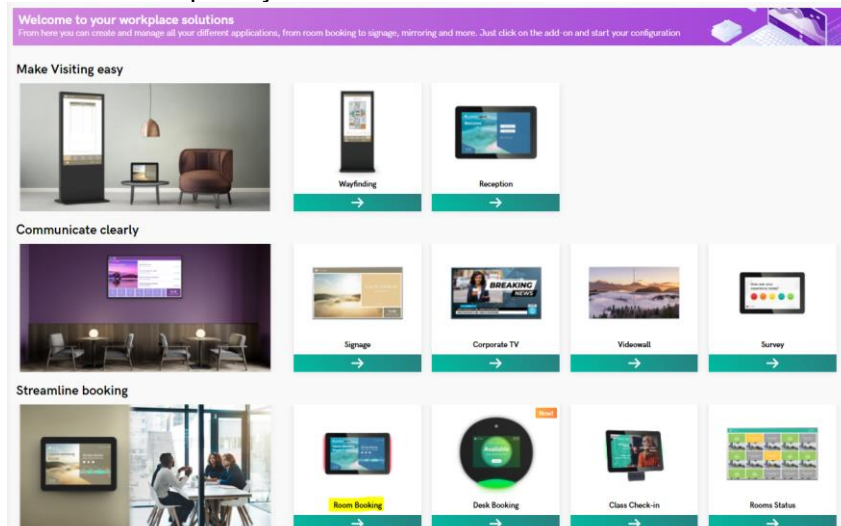 Welcome to your workplace solutions
From here you can create and manage all your different applications, from room booking to signage, mirroring and more. Just click on the add-on and start your configuration
Make Visiting easy
Wayfinding
Reception
Communicate clearly
BREAKING
NEWS
Signage
Corporate TV
Videowall
Survey
Streamline booking
Available
Room Booking
Desk Booking
Class Check-in
Rooms Status